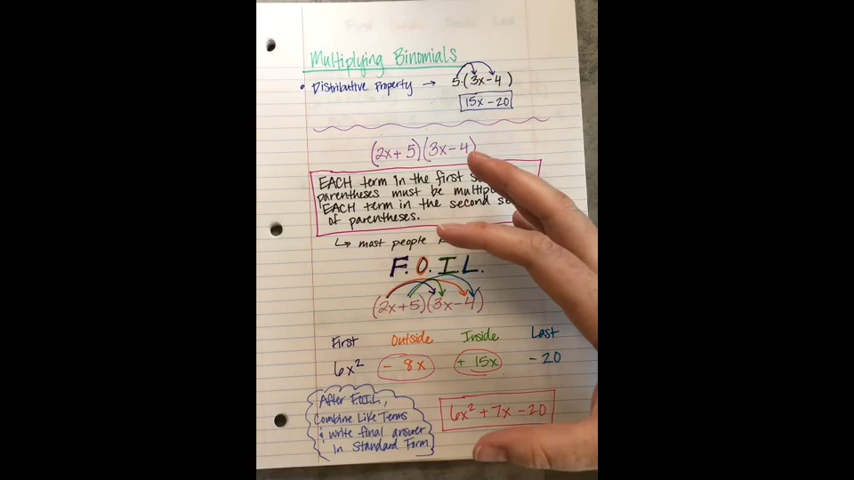 Multiplying Binomials
• Distributive Property → 5(3x-4)
15x-20
(2x+5)(3x-4)
EACH term in the first
parentheses must be
EACH term in the second
of parentheses.
↳ most people
F.O.I.L.
(2x+5)(3x-4)
First Outside Inside Last
6x² - 8x + 15x - 20
After F.O.I.L,
Combine Like Terms
& write final answer
in Standard Form
6x² + 7x - 20